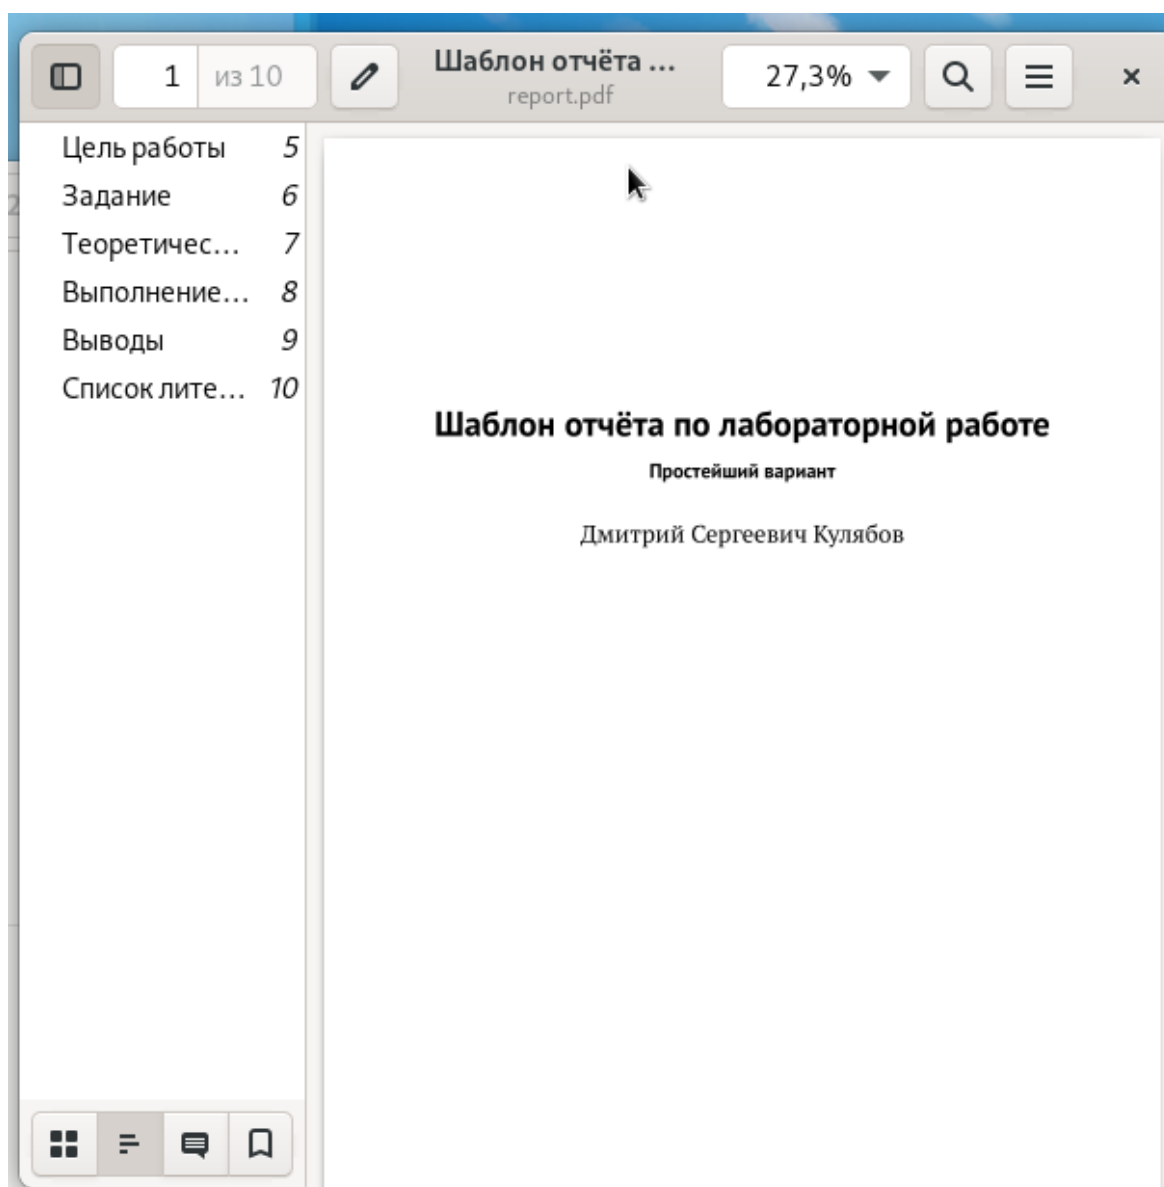 1 из 10
Шаблон отчёта ...
report.pdf
27,3%
Цель работы 5
Задание 6
Теоретичес... 7
Выполнение... 8
Выводы 9
Список лите... 10
Шаблон отчёта по лабораторной работе
Простейший вариант
Дмитрий Сергеевич Кулябов